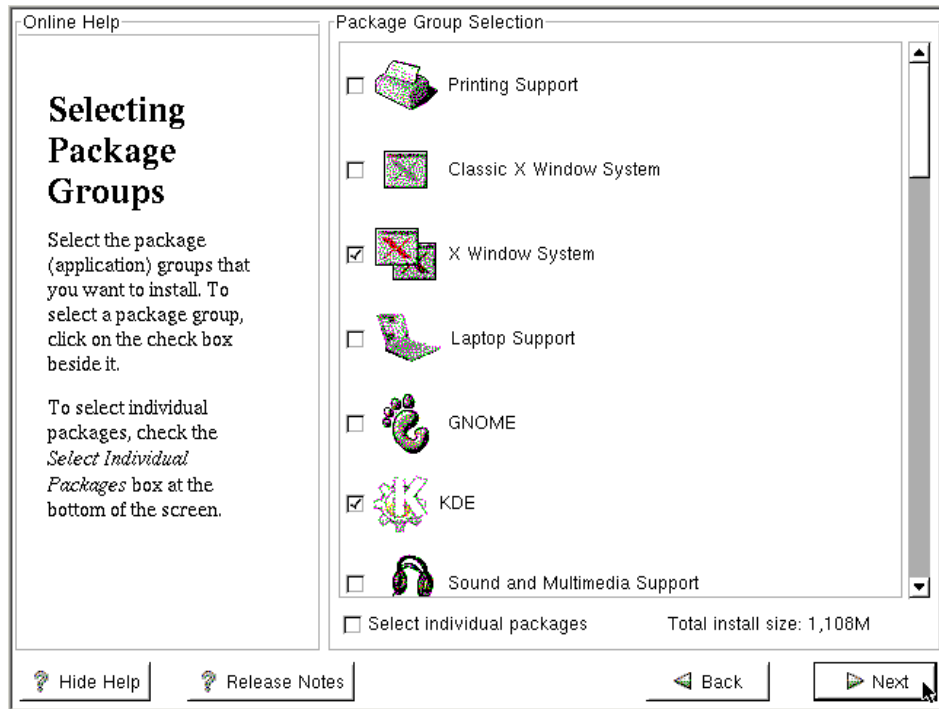 Online Help
Selecting
Package
Groups
Select the package
(application) groups that
you want to install. To
select a package group,
click on the check box
beside it.
To select individual
packages, check the
Select Individual
Packages box at the
bottom of the screen.
Package Group Selection
Printing Support
Classic X Window System
X Window System
Laptop Support
GNOME
KDE
Sound and Multimedia Support
Select individual packages
Total install size: 1,108M
Hide Help
Release Notes
Back
Next